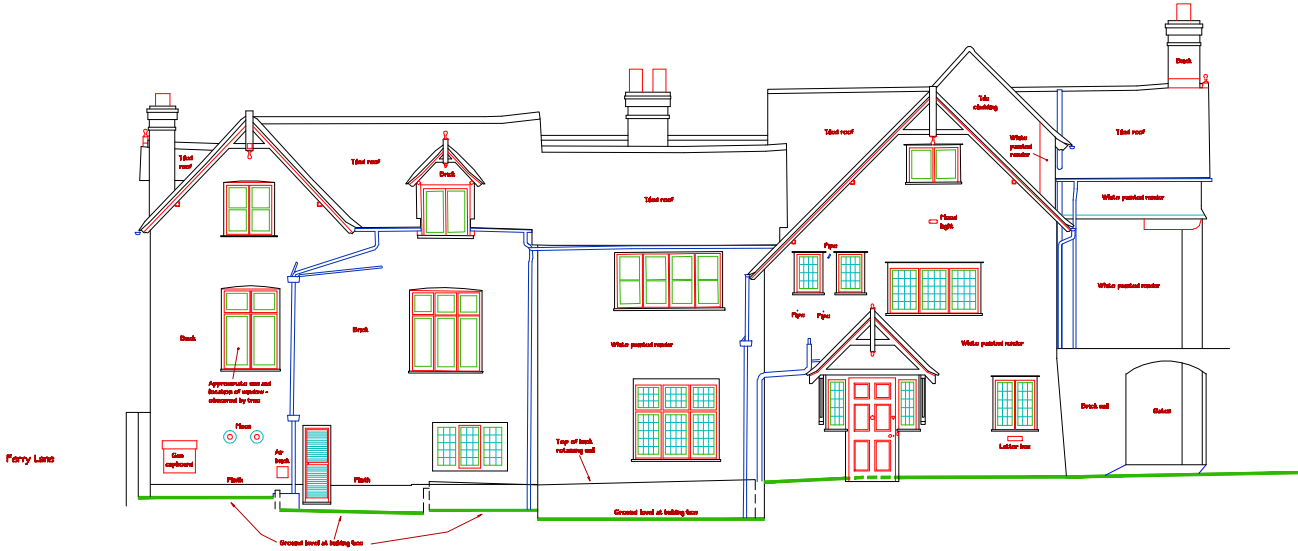 Brick
Tile
cladding
Tiled
roof
Tiled roof
Tiled roof
Tiled roof
White
painted
render
Brick
Tiled roof
White painted render
Flood
light
Pipe
White painted render
Pipe
Pipe
Brick
Brick
White painted render
White painted render
Approximate size and
location of window -
obscured by tree
Brick wall
Gates
Flues
Top of brick
retaining wall
Letter box
Ferry Lane
Gas
cupboard
Air
brick
Plinth
Plinth
Ground level at building face
Ground level at building face